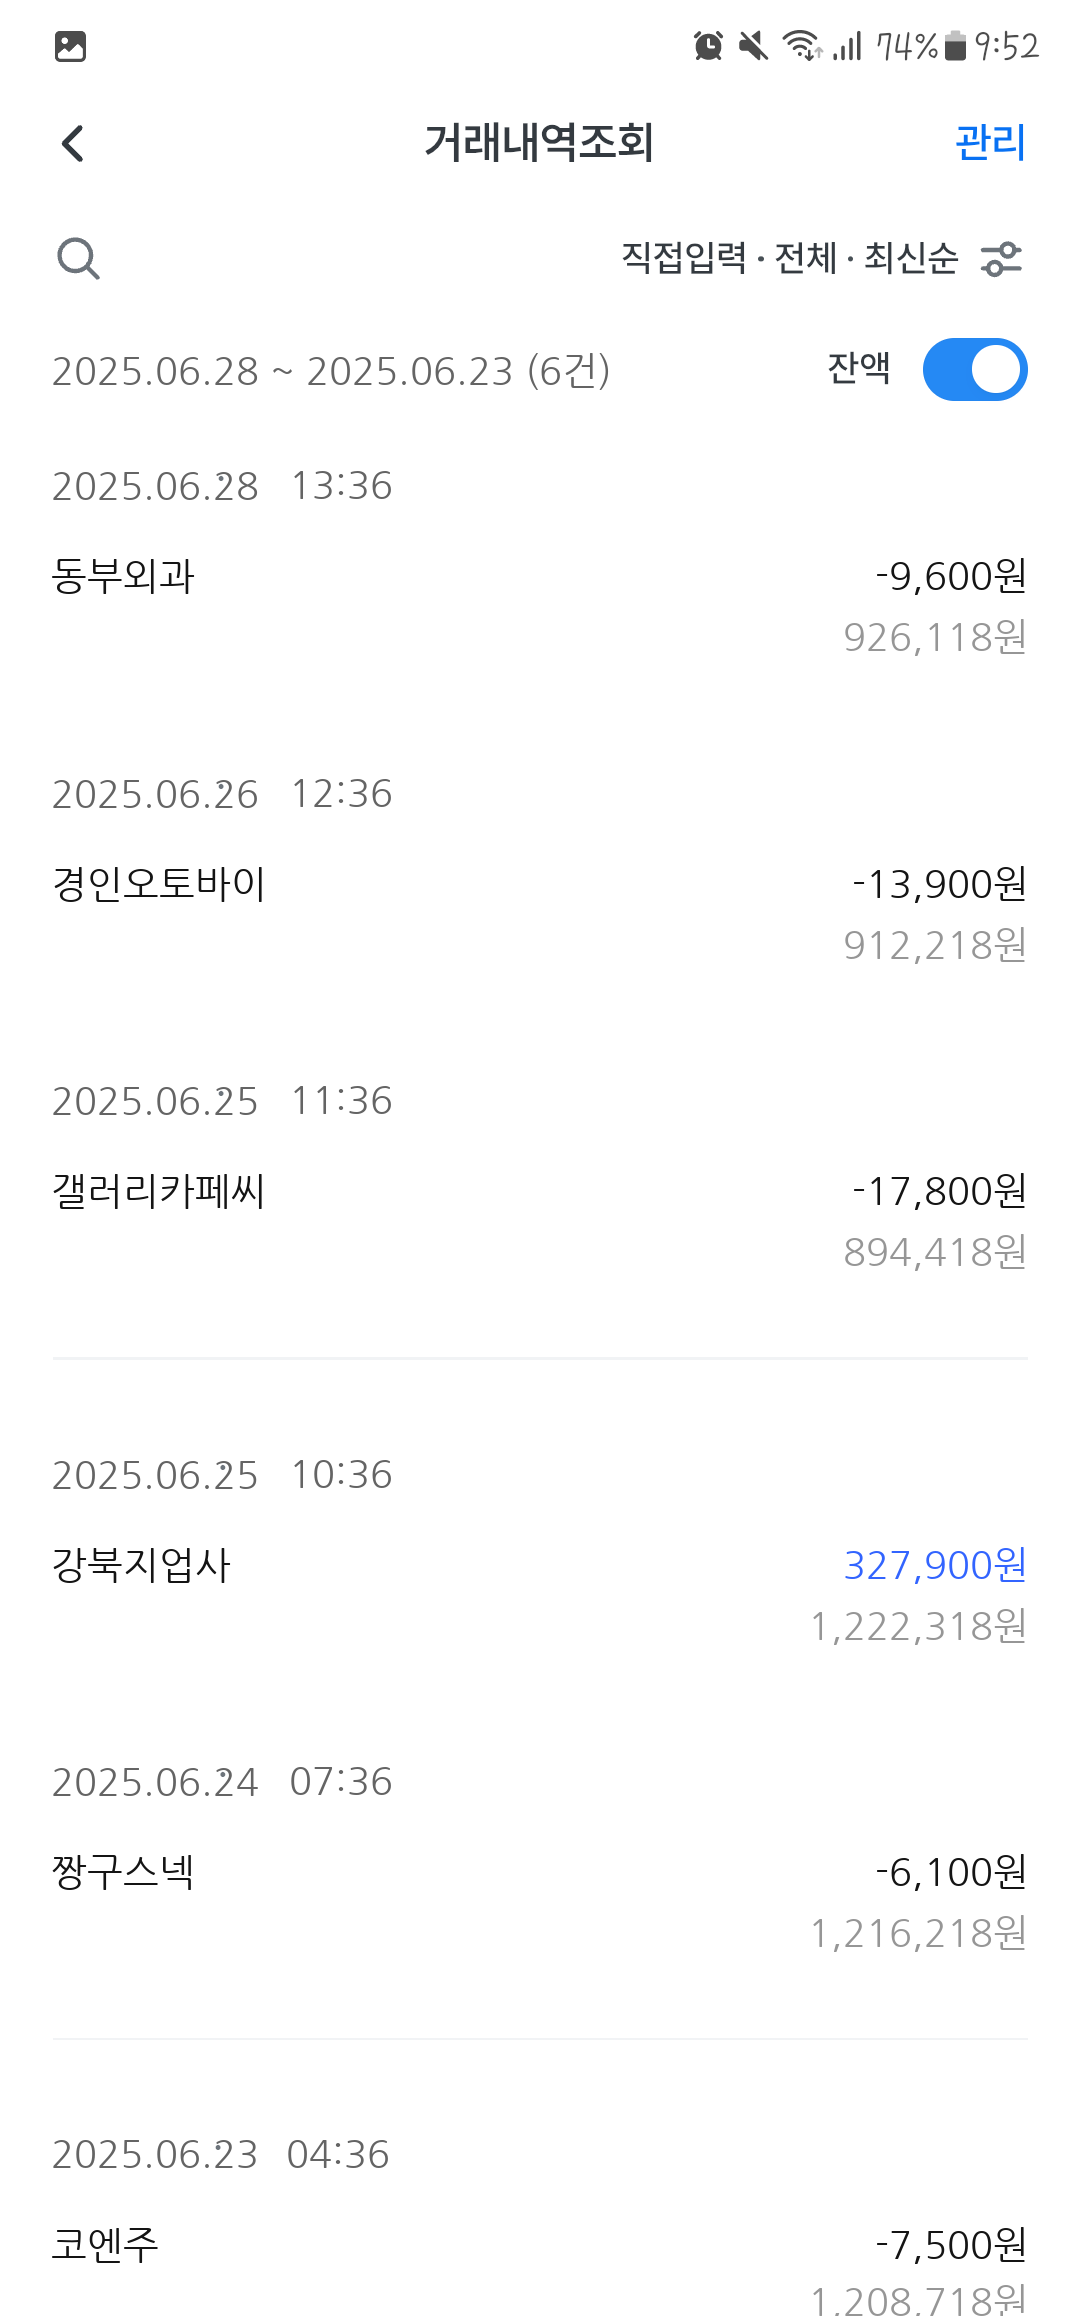 74% 9:52
거래내역조회 관리
직접입력 · 전체 · 최신순
2025.06.28 ~ 2025.06.23 (6건) 잔액
2025.06.28 13:36
동부외과 -9,600원
926,118원
2025.06.26 12:36
경인오토바이 -13,900원
912,218원
2025.06.25 11:36
갤러리카페씨 -17,800원
894,418원
2025.06.25 10:36
강북지업사 327,900원
1,222,318원
2025.06.24 07:36
짱구스넥 -6,100원
1,216,218원
2025.06.23 04:36
코엔주 -7,500원
1,208,718원